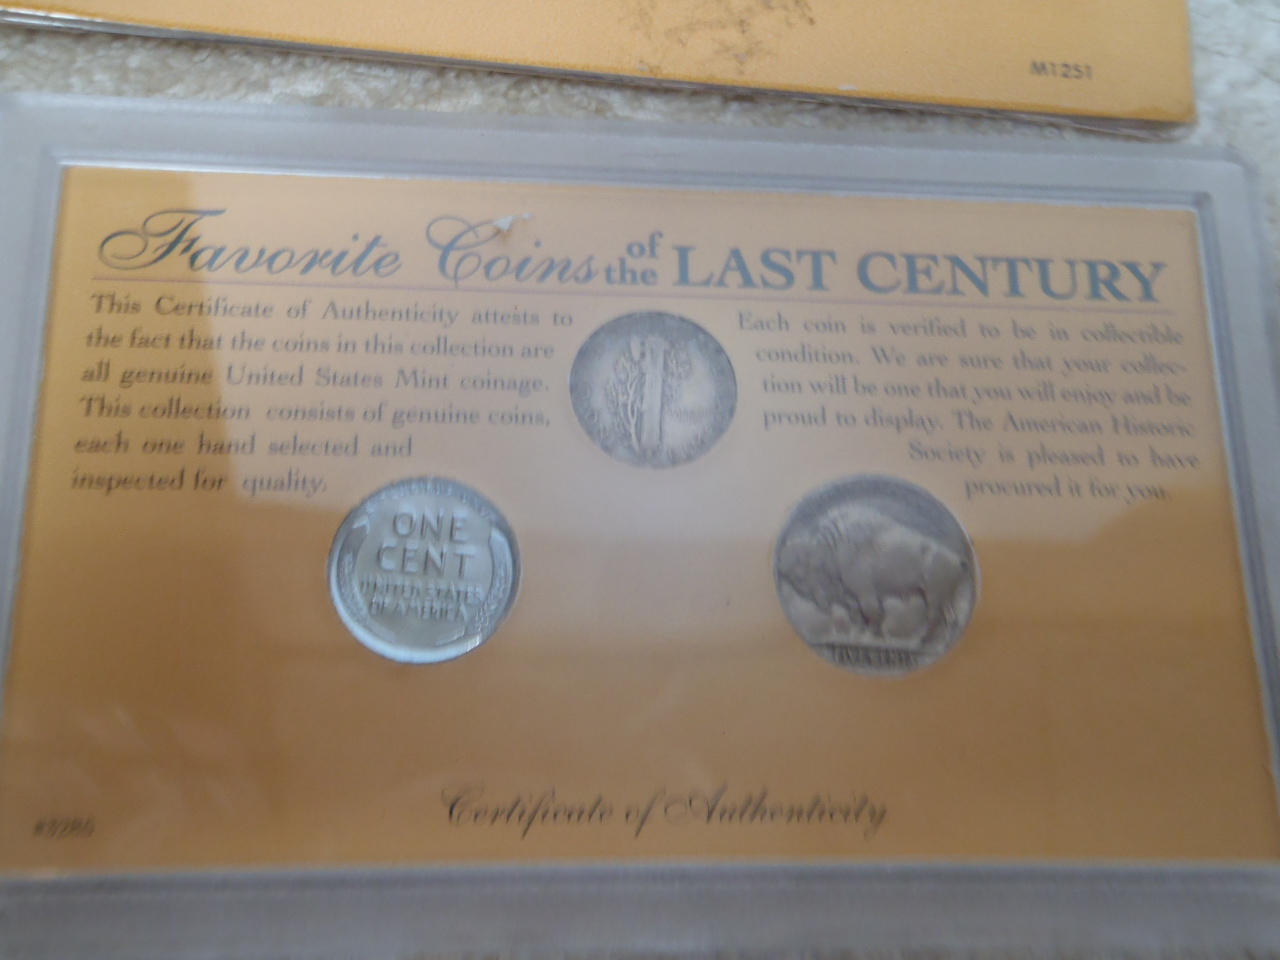 M1251
Favorite Coins of the LAST CENTURY
This Certificate of Authenticity attests to
the fact that the coins in this collection are
all genuine United States Mint coinage.
This collection consists of genuine coins,
each one hand selected and
inspected for quality.
Each coin is verified to be in collectible
condition. We are sure that your collec-
tion will be one that you will enjoy and be
proud to display. The American Historic
Society is pleased to have
procured it for you.
ONE
CENT
UNITED STATES
OF AMERICA
FIVE CENTS
Certificate of Authenticity